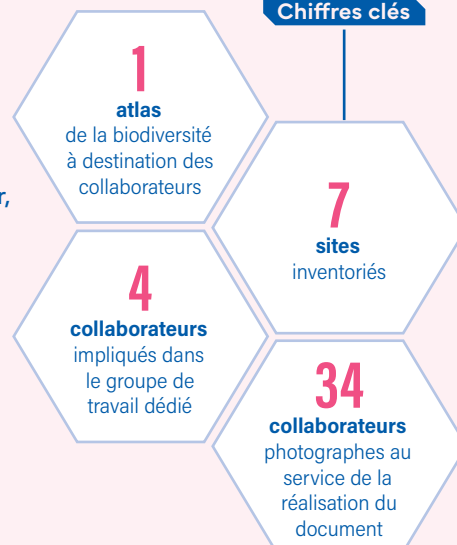 Chiffres clés
1
atlas
de la biodiversité
à destination des
collaborateurs
r,
7
sites
inventoriés
4
collaborateurs
impliqués dans
le groupe de
travail dédié
34
collaborateurs
photographes au
service de la
réalisation du
document